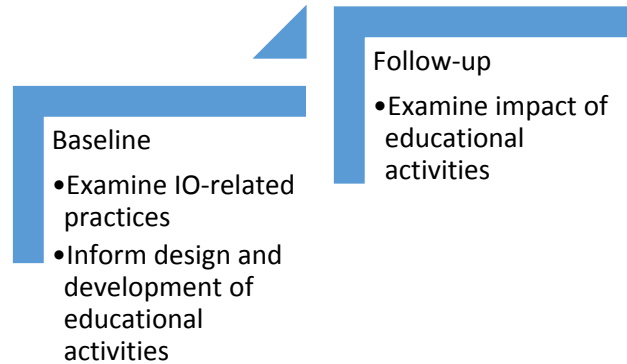 Baseline
•Examine IO-related
practices
•Inform design and
development of
educational
activities
Follow-up
•Examine impact of
educational
activities